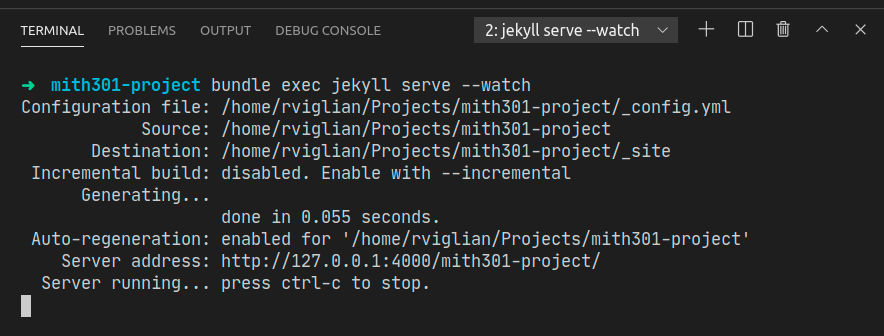 TERMINAL PROBLEMS OUTPUT DEBUG CONSOLE 2: jekyll serve --watch
➜ mith301-project bundle exec jekyll serve --watch
Configuration file: /home/rviglian/Projects/mith301-project/_config.yml
Source: /home/rviglian/Projects/mith301-project
Destination: /home/rviglian/Projects/mith301-project/_site
Incremental build: disabled. Enable with --incremental
Generating...
done in 0.055 seconds.
Auto-regeneration: enabled for '/home/rviglian/Projects/mith301-project'
Server address: http://127.0.0.1:4000/mith301-project/
Server running... press ctrl-c to stop.